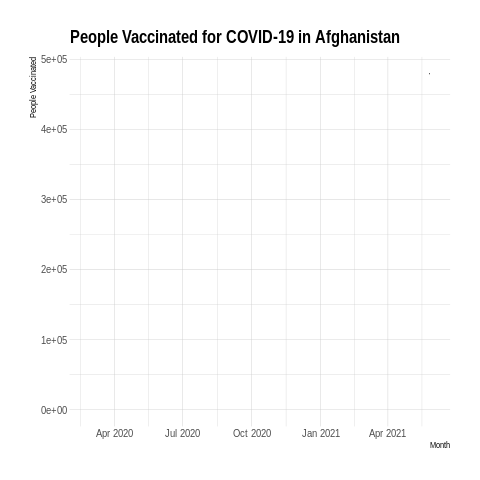 People Vaccinated for COVID-19 in Afghanistan
People Vaccinated
5e+05
4e+05
3e+05
2e+05
1e+05
0e+00
Apr 2020 Jul 2020 Oct 2020 Jan 2021 Apr 2021
Month